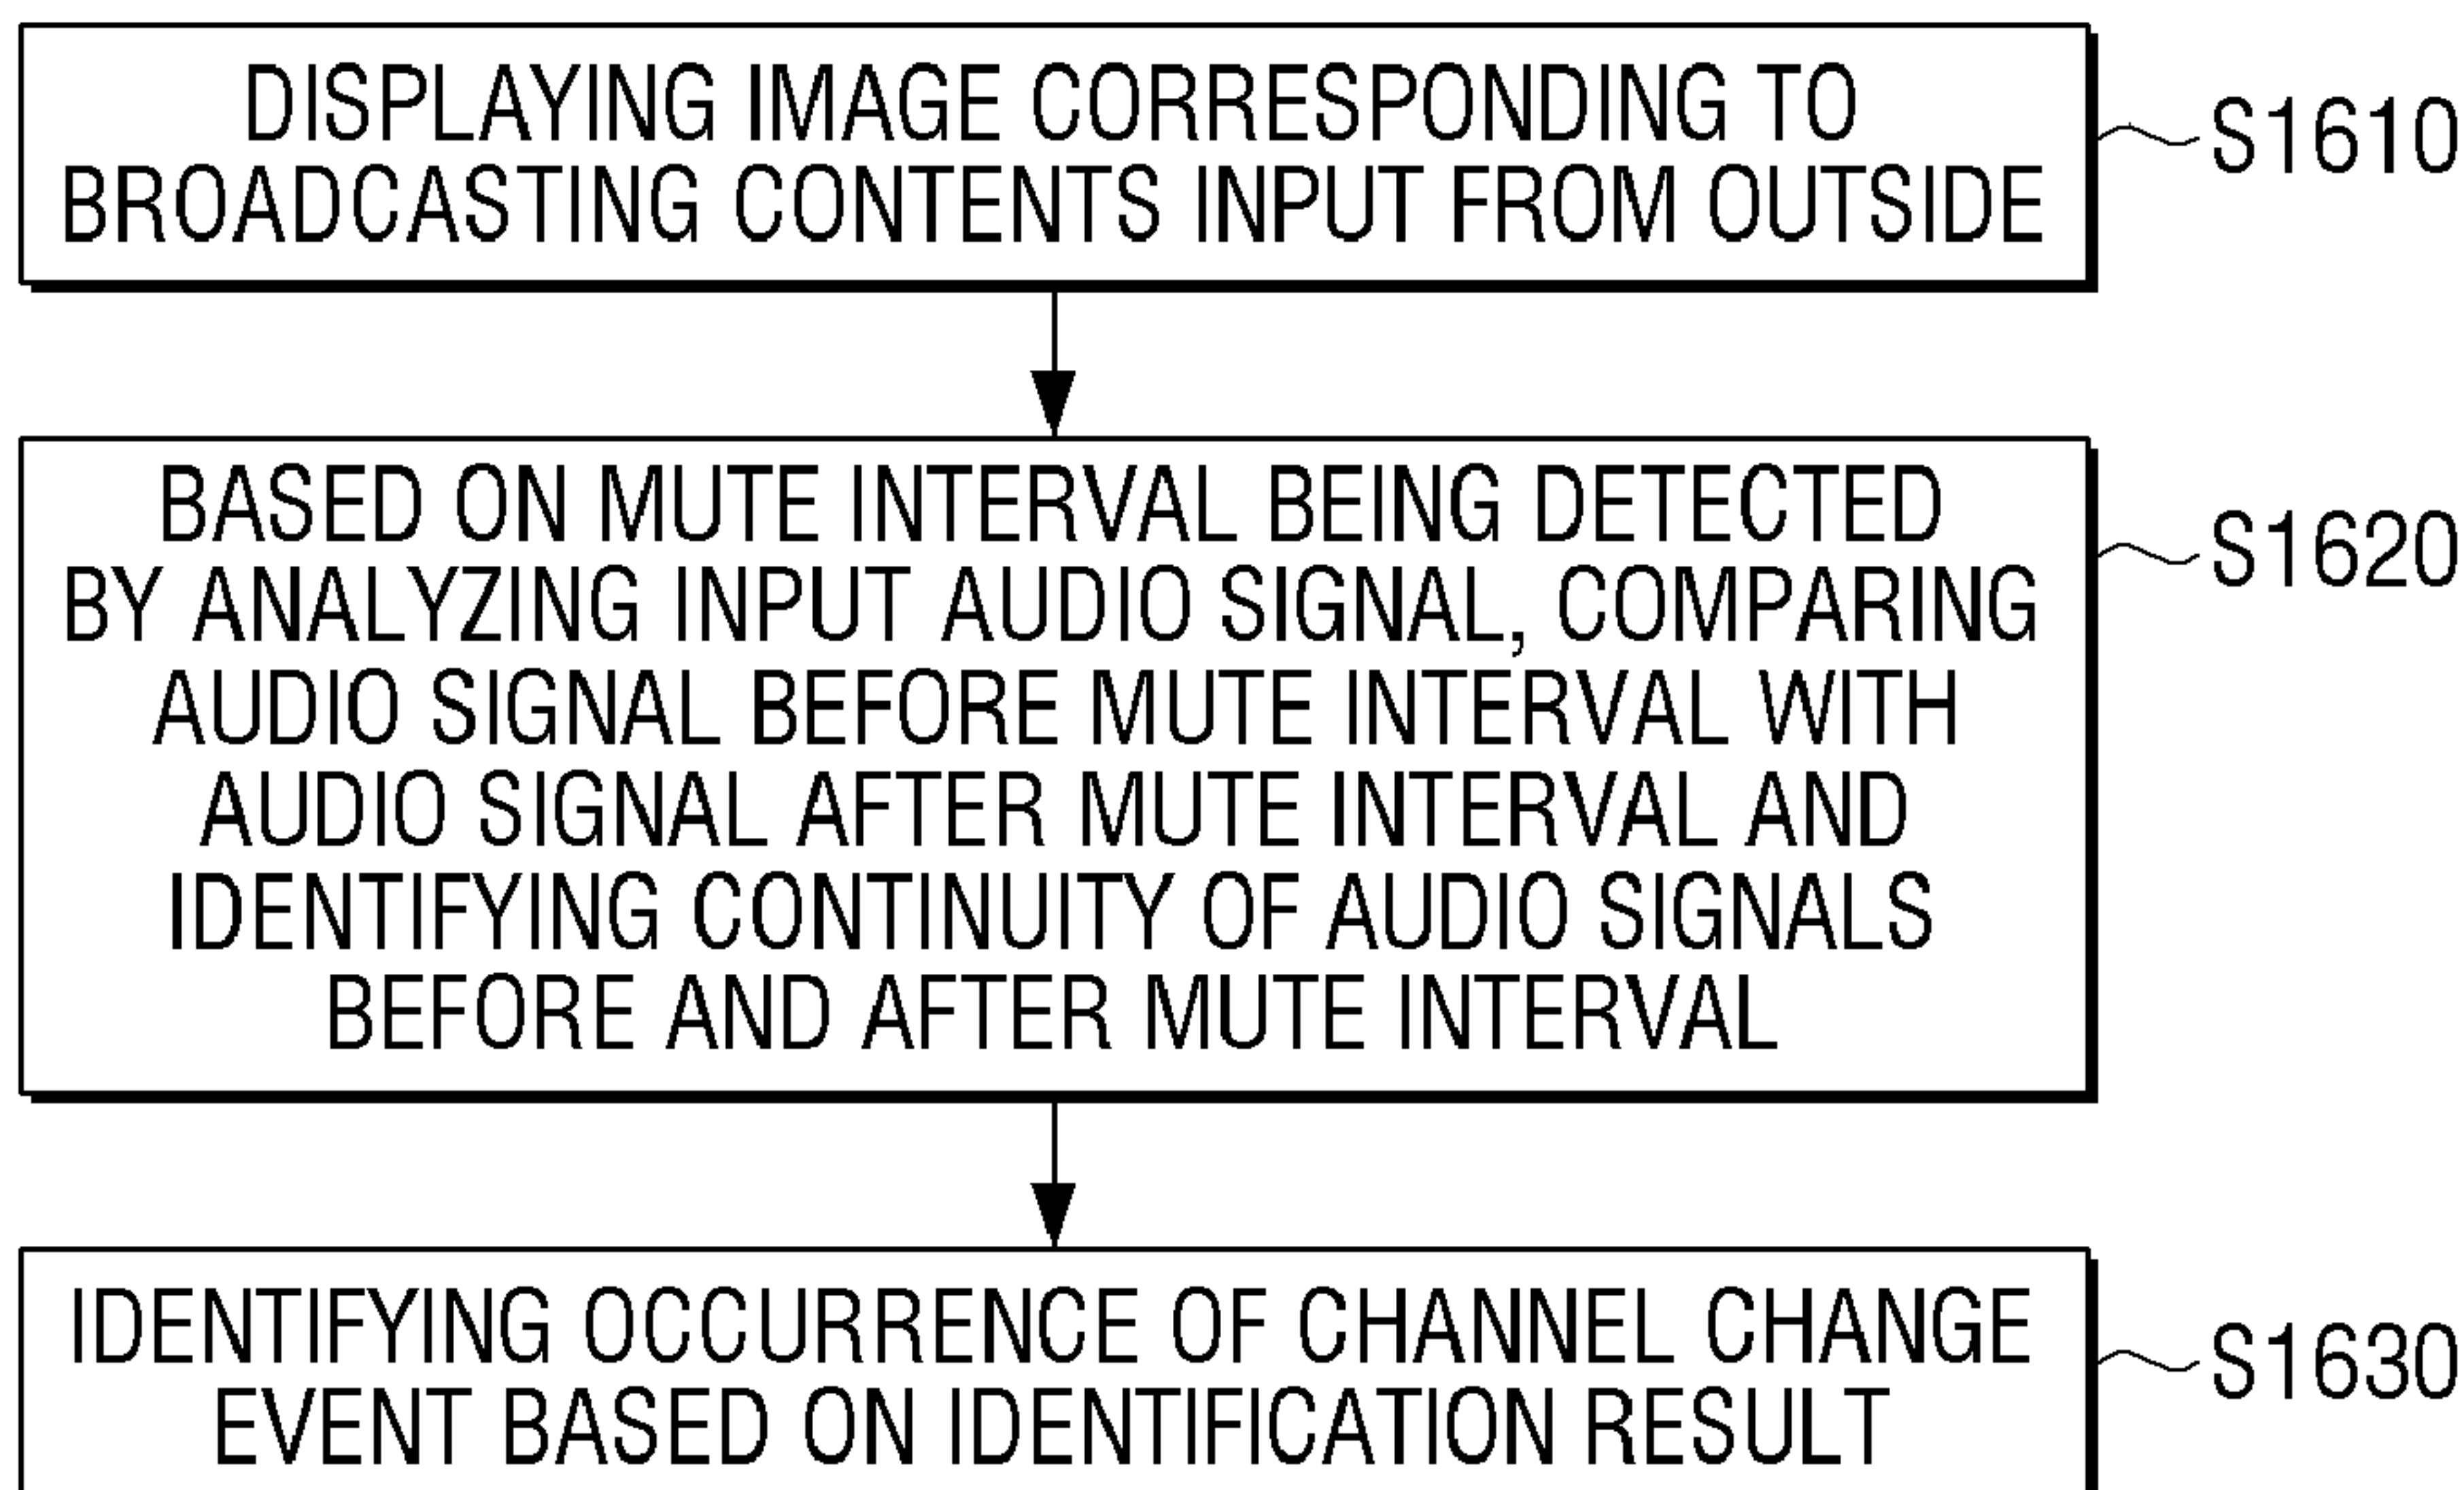 DISPLAYING IMAGE CORRESPONDING TO
BROADCASTING CONTENTS INPUT FROM OUTSIDE
S1610
BASED ON MUTE INTERVAL BEING DETECTED
BY ANALYZING INPUT AUDIO SIGNAL, COMPARING
AUDIO SIGNAL BEFORE MUTE INTERVAL WITH
AUDIO SIGNAL AFTER MUTE INTERVAL AND
IDENTIFYING CONTINUITY OF AUDIO SIGNALS
BEFORE AND AFTER MUTE INTERVAL
S1620
IDENTIFYING OCCURRENCE OF CHANNEL CHANGE
EVENT BASED ON IDENTIFICATION RESULT
S1630